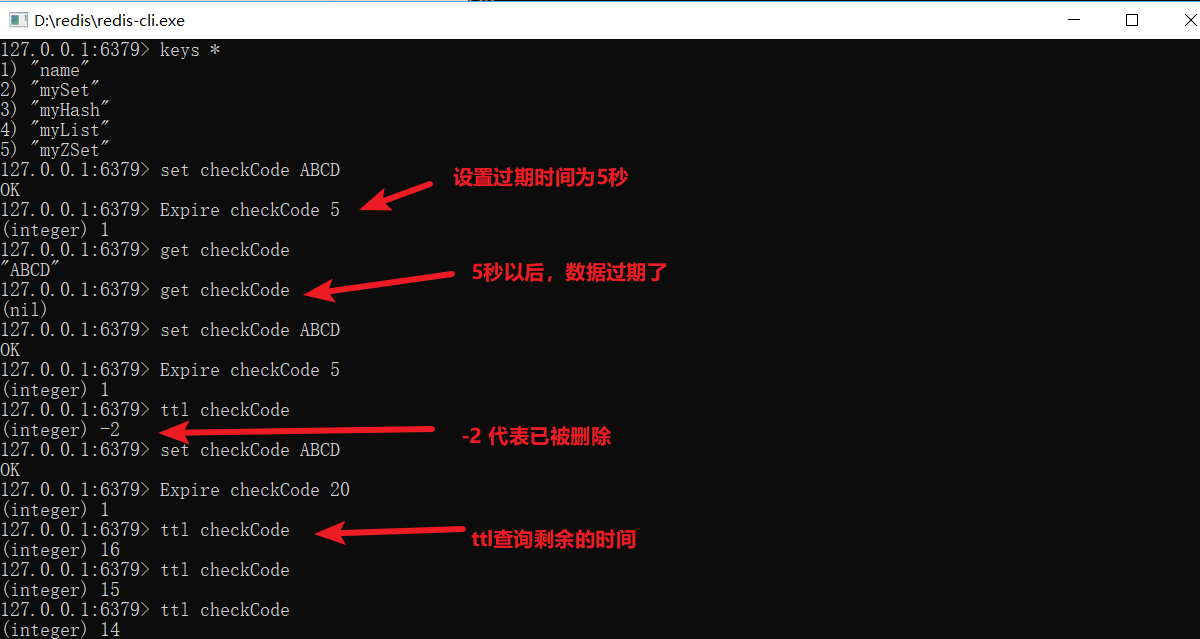 D:\redis\redis-cli.exe
127.0.0.1:6379> keys *
1) "name"
2) "mySet"
3) "myHash"
4) "myList"
5) "myZSet"
127.0.0.1:6379> set checkCode ABCD
设置过期时间为5秒
OK
127.0.0.1:6379> Expire checkCode 5
(integer) 1
127.0.0.1:6379> get checkCode
"ABCD"
5秒以后，数据过期了
127.0.0.1:6379> get checkCode
(nil)
127.0.0.1:6379> set checkCode ABCD
OK
127.0.0.1:6379> Expire checkCode 5
(integer) 1
127.0.0.1:6379> ttl checkCode
(integer) -2
-2 代表已被删除
127.0.0.1:6379> set checkCode ABCD
OK
127.0.0.1:6379> Expire checkCode 20
(integer) 1
127.0.0.1:6379> ttl checkCode
ttl查询剩余的时间
(integer) 16
127.0.0.1:6379> ttl checkCode
(integer) 15
127.0.0.1:6379> ttl checkCode
(integer) 14